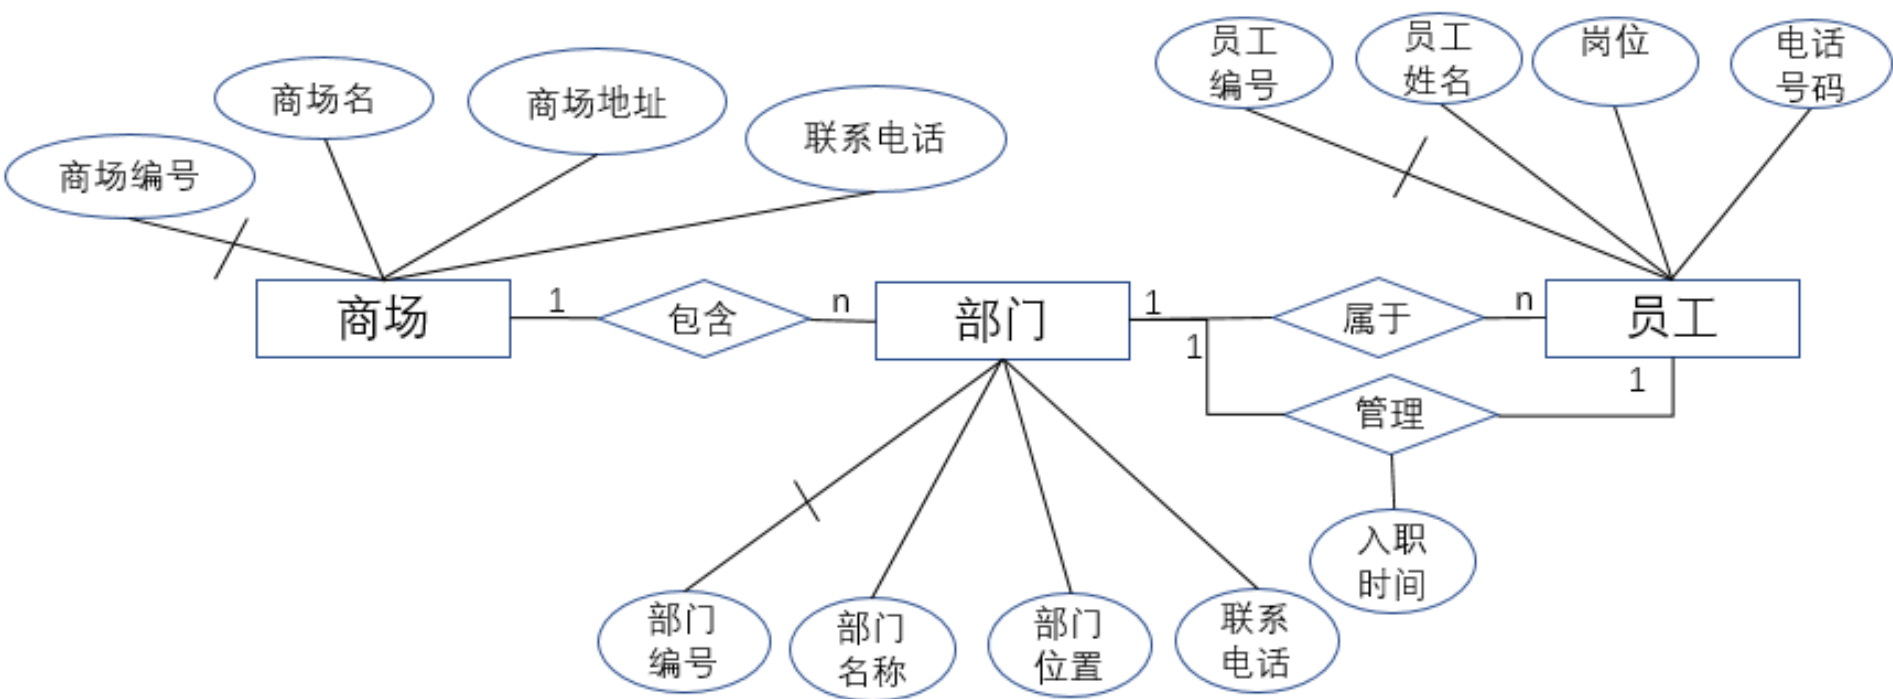 员工
编号
员工
姓名
岗位
电话
号码
商场名
商场地址
联系电话
商场编号
商场
1
包含
n
部门
1
属于
n
员工
1
管理
1
入职
时间
部门
编号
部门
名称
部门
位置
联系
电话